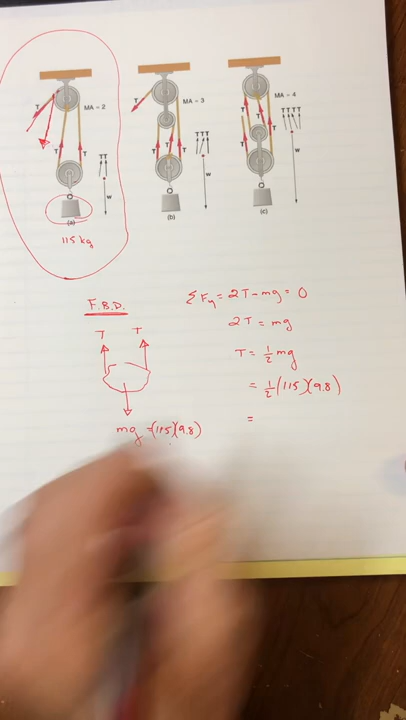 T
MA = 2
T
T
TT
w
(a)
115 kg
T
MA = 3
T
T
T
TTT
w
(b)
MA = 4
T
T
T
T
TTTT
w
(c)
F.B.D.
T T
mg = (115)(9.8)
ΣFy = 2T - mg = 0
2T = mg
T = 1/2 mg
= 1/2 (115)(9.8)
=